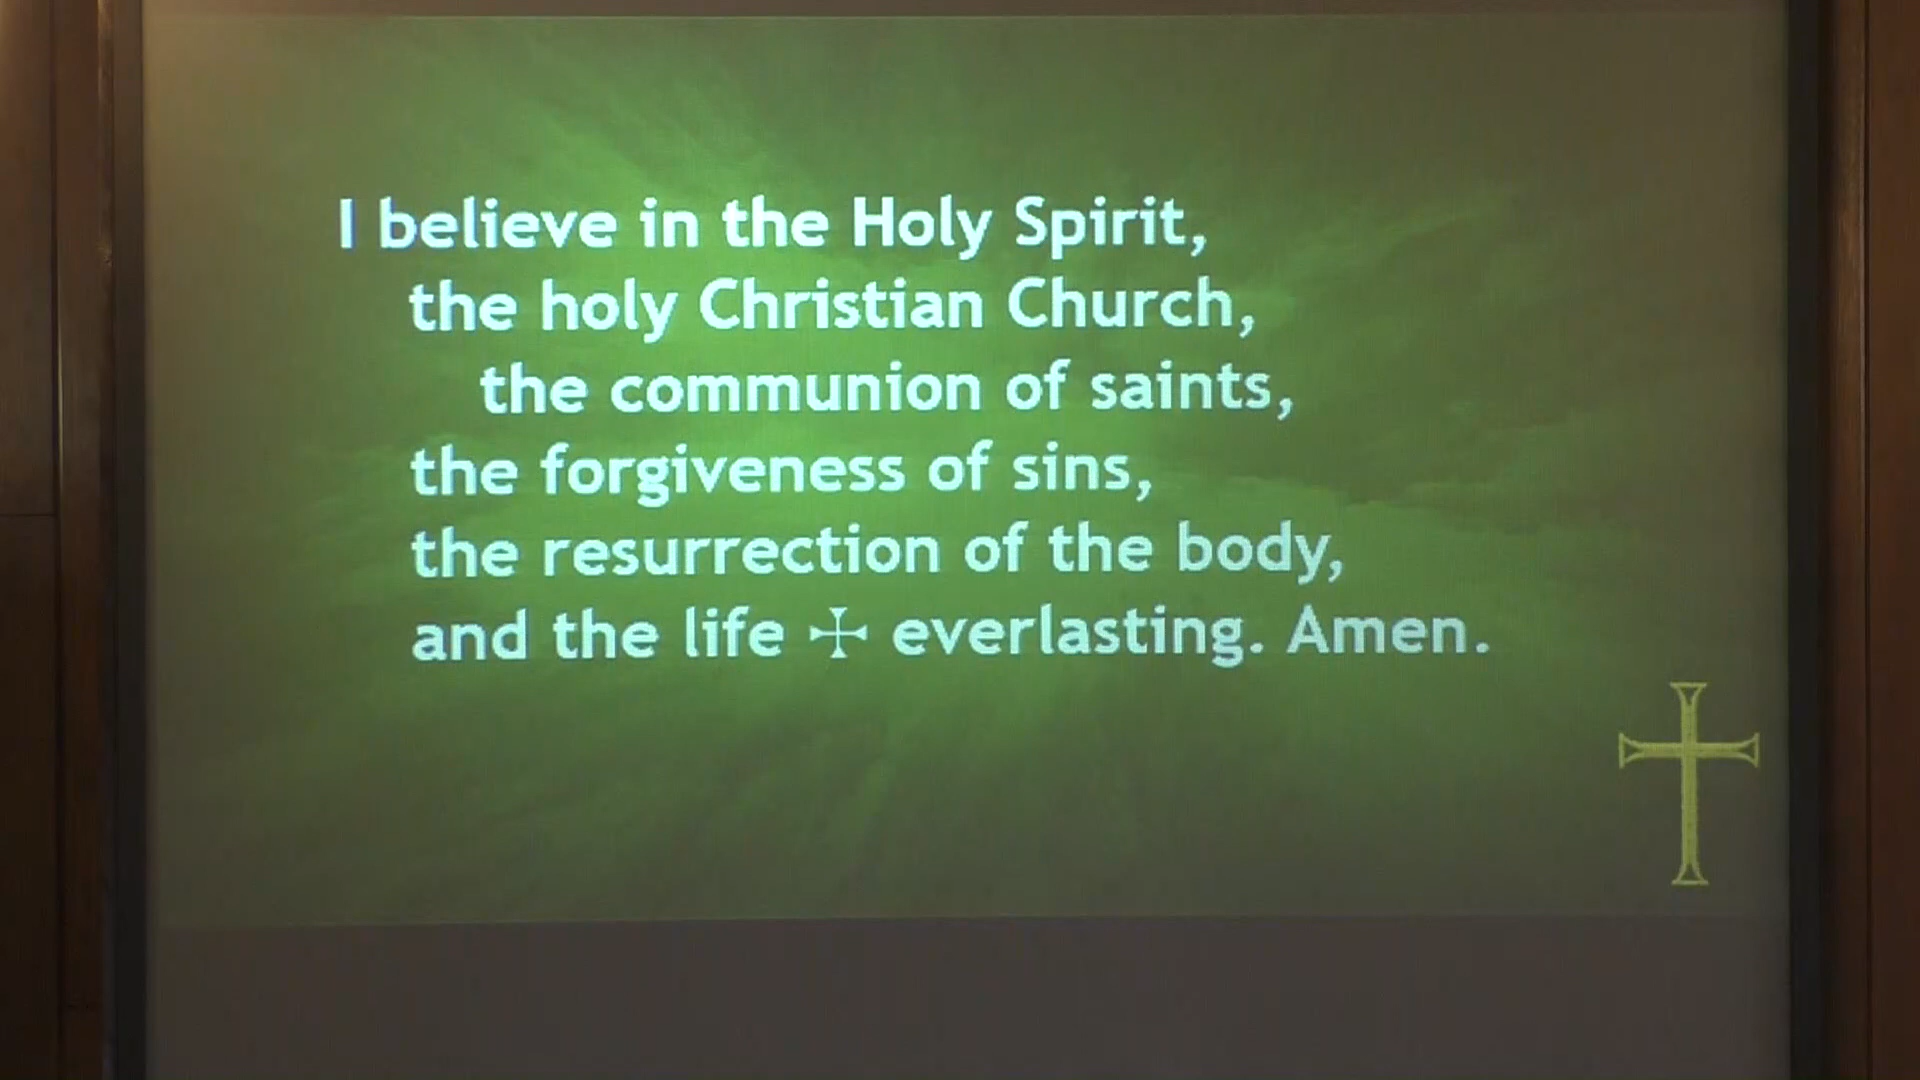 I believe in the Holy Spirit,
the holy Christian Church,
the communion of saints,
the forgiveness of sins,
the resurrection of the body,
and the life ☩ everlasting. Amen.